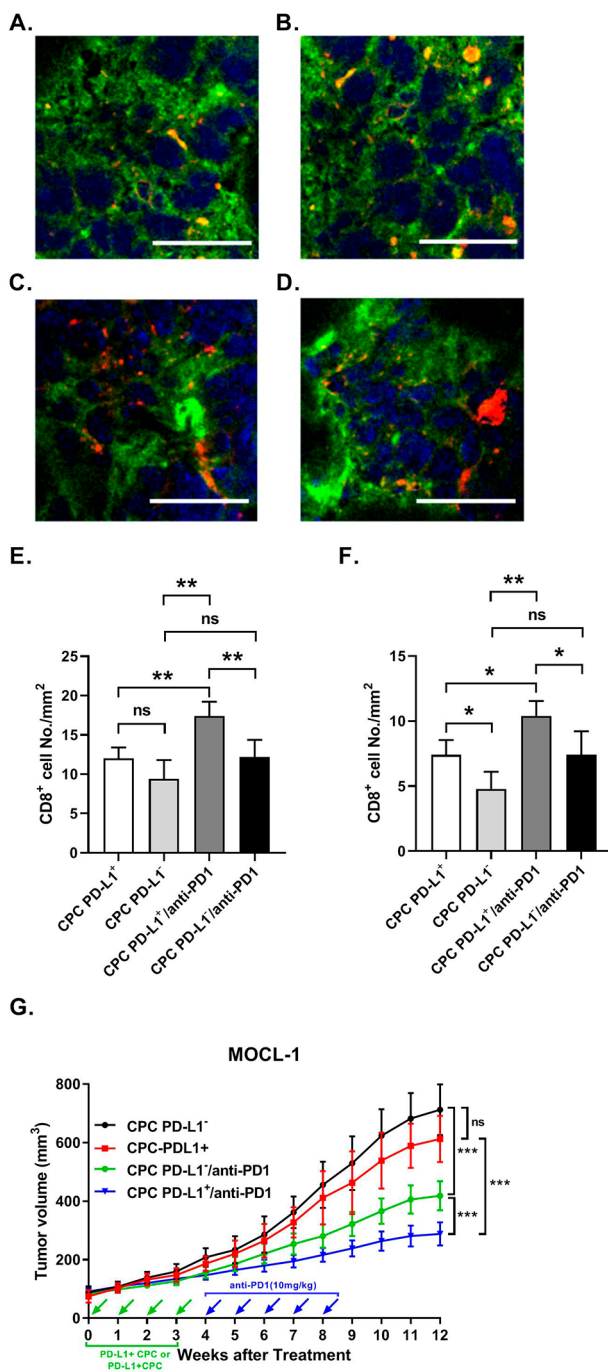 A.
B.
C.
D.
E.
**
ns
**
**
ns
25
20
15
10
5
0
CD8+ cell No./mm2
CPC PD-L1+
CPC PD-L1-
CPC PD-L1+/anti-PD1
CPC PD-L1-/anti-PD1
F.
**
ns
*
*
*
15
10
5
0
CD8+ cell No./mm2
CPC PD-L1+
CPC PD-L1-
CPC PD-L1+/anti-PD1
CPC PD-L1-/anti-PD1
G.
MOCL-1
800
600
400
200
0
Tumor volume (mm3)
CPC PD-L1-
CPC-PDL1+
CPC PD-L1-/anti-PD1
CPC PD-L1+/anti-PD1
ns
***
***
***
anti-PD1(10mg/kg)
0 1 2 3 4 5 6 7 8 9 10 11 12
PD-L1+ CPC or
PD-L1+CPC
Weeks after Treatment